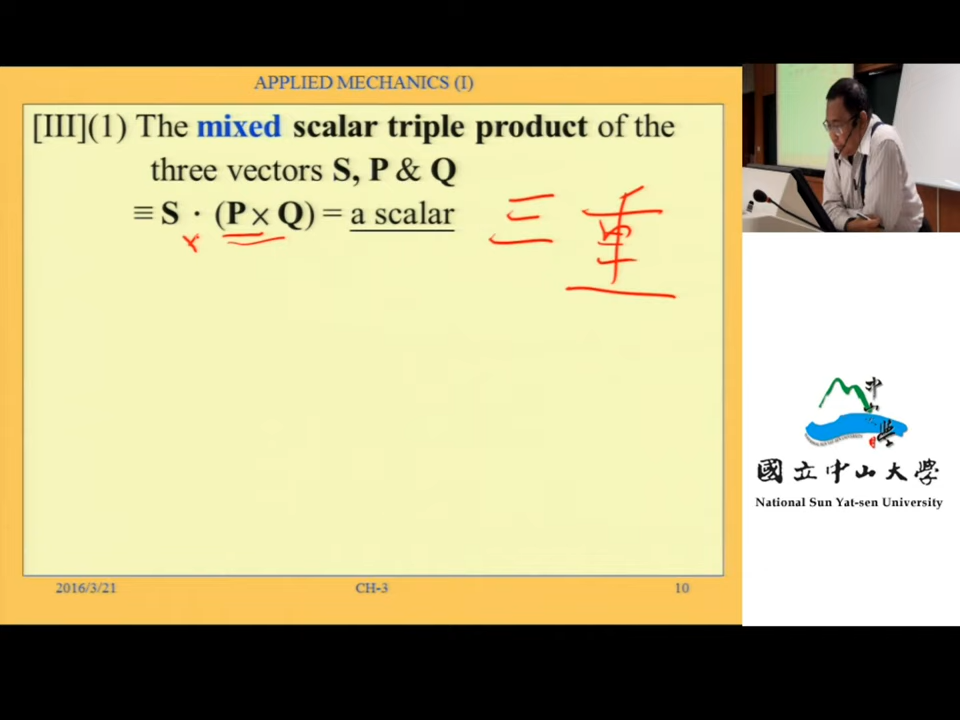 APPLIED MECHANICS (I)
[III](1) The mixed scalar triple product of the
three vectors S, P & Q
≡ S · (P × Q) = a scalar
×
三重
2016/3/21
CH-3
10
國立中山大學
National Sun Yat-sen University